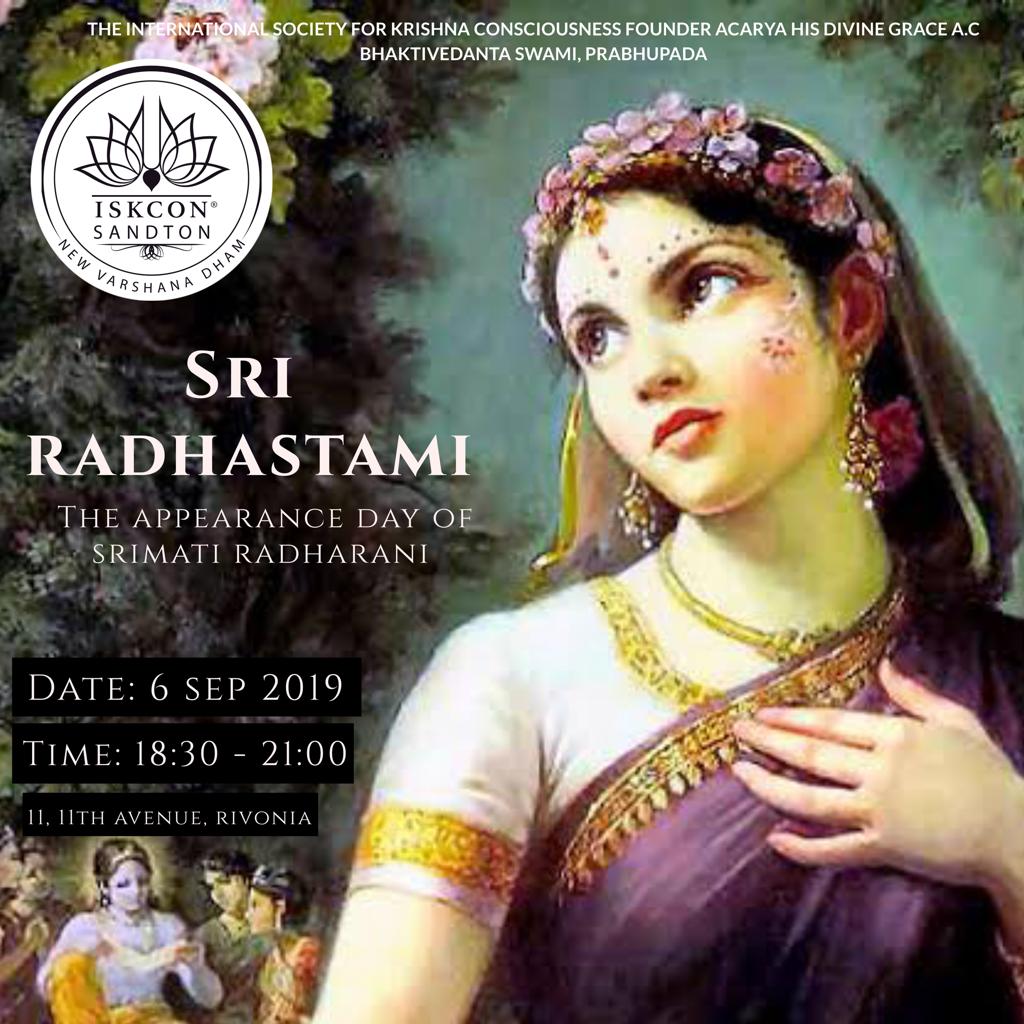 THE INTERNATIONAL SOCIETY FOR KRISHNA CONSCIOUSNESS FOUNDER ACARYA HIS DIVINE GRACE A.C
BHAKTIVEDANTA SWAMI, PRABHUPADA
ISKCON®
SANDTON
NEW VARSHANA DHAM
SRI
RADHASTAMI
THE APPEARANCE DAY OF
SRIMATI RADHARANI
DATE: 6 SEP 2019
TIME: 18:30 - 21:00
11, 11TH AVENUE, RIVONIA